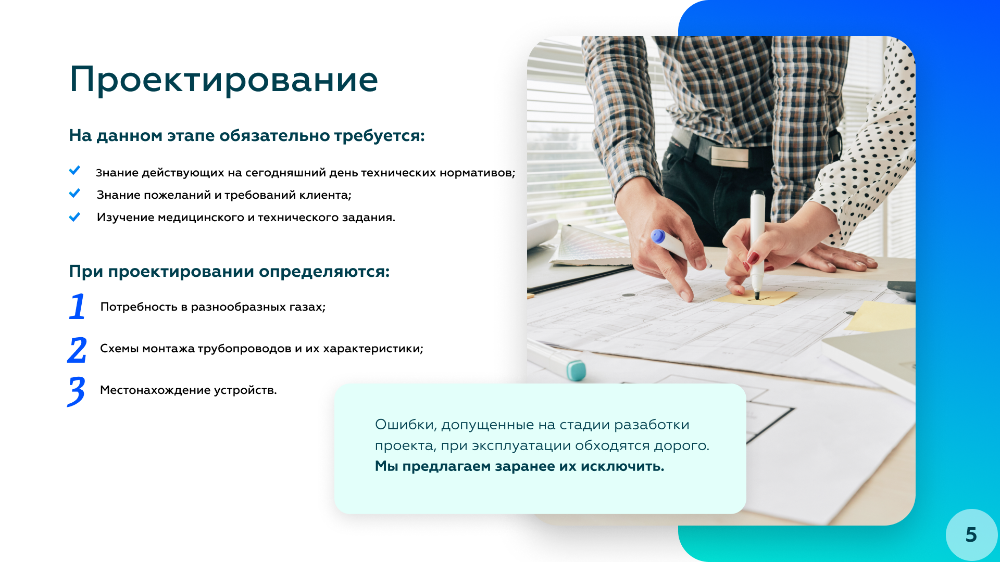 Проектирование
На данном этапе обязательно требуется:
Знание действующих на сегодняшний день технических нормативов;
Знание пожеланий и требований клиента;
Изучение медицинского и технического задания.
При проектировании определяются:
1 Потребность в разнообразных газах;
2 Схемы монтажа трубопроводов и их характеристики;
3 Местонахождение устройств.
Ошибки, допущенные на стадии разаботки
проекта, при эксплуатации обходятся дорого.
Мы предлагаем заранее их исключить.
5